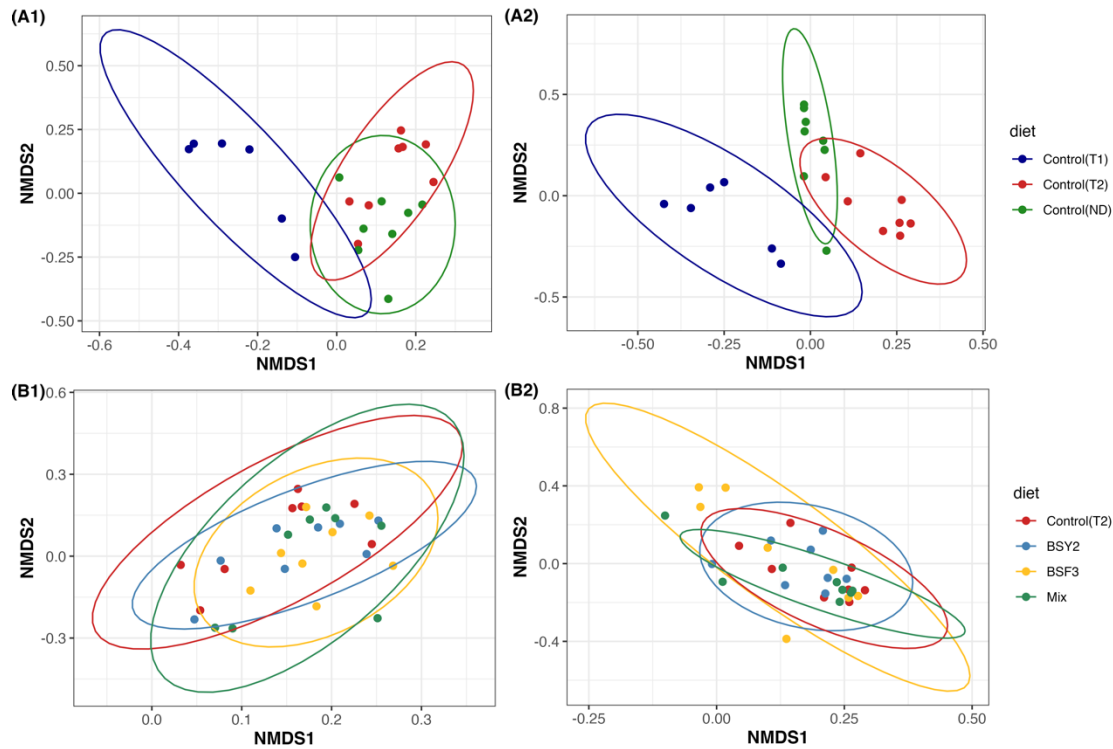 (A1)
0.50
0.25
0.00
-0.25
-0.50
NMDS2
-0.6
-0.4
-0.2
0.0
0.2
NMDS1
(A2)
0.5
0.0
-0.5
NMDS2
-0.50
-0.25
0.00
0.25
0.50
NMDS1
diet
Control(T1)
Control(T2)
Control(ND)
(B1)
0.6
0.3
0.0
-0.3
NMDS2
0.0
0.1
0.2
0.3
NMDS1
(B2)
0.8
0.4
0.0
-0.4
NMDS2
-0.25
0.00
0.25
0.50
NMDS1
diet
Control(T2)
BSY2
BSF3
Mix